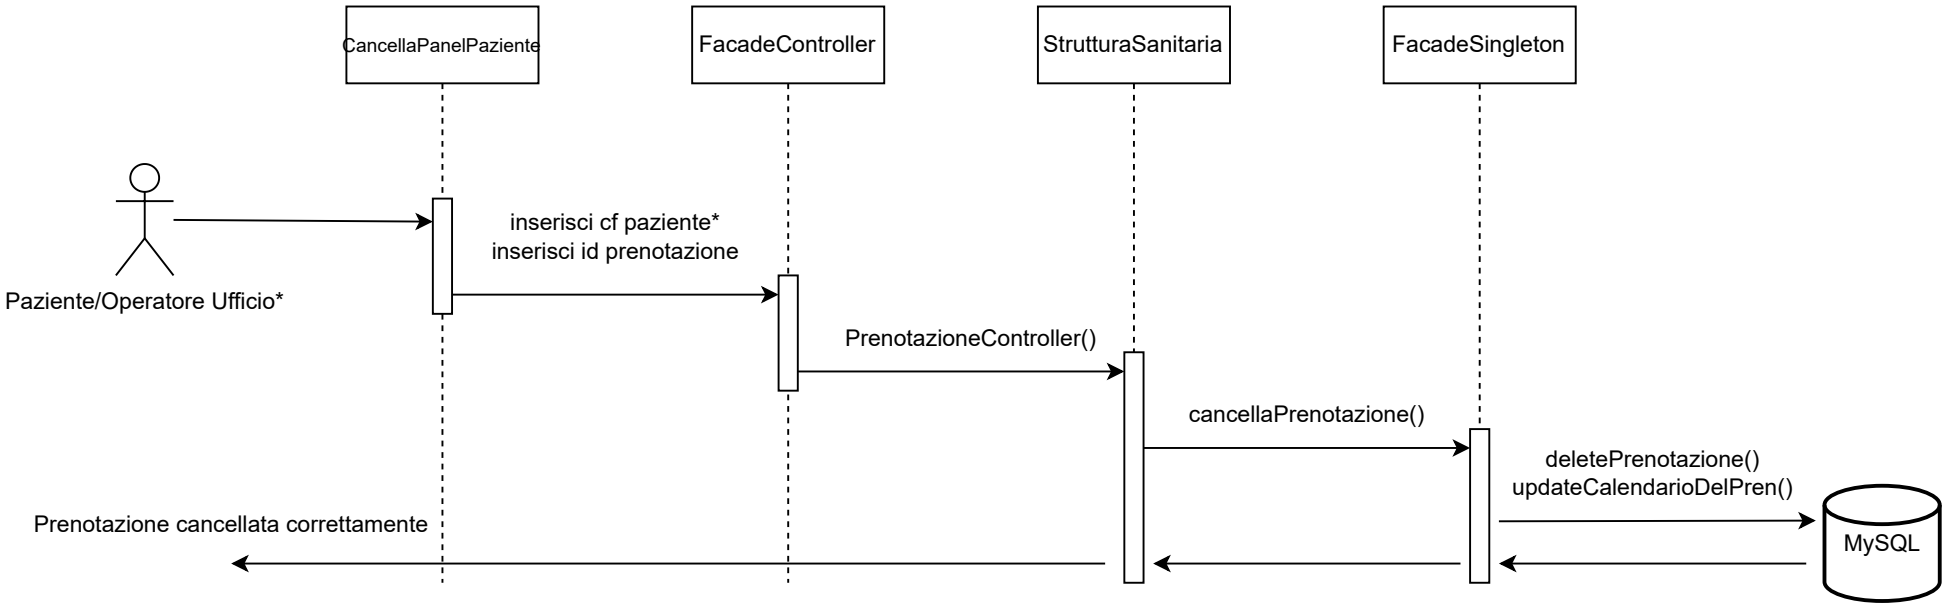 CancellaPanelPaziente
FacadeController
StrutturaSanitaria
FacadeSingleton
inserisci cf paziente*
inserisci id prenotazione
Paziente/Operatore Ufficio*
PrenotazioneController()
cancellaPrenotazione()
deletePrenotazione()
updateCalendarioDelPren()
Prenotazione cancellata correttamente
MySQL